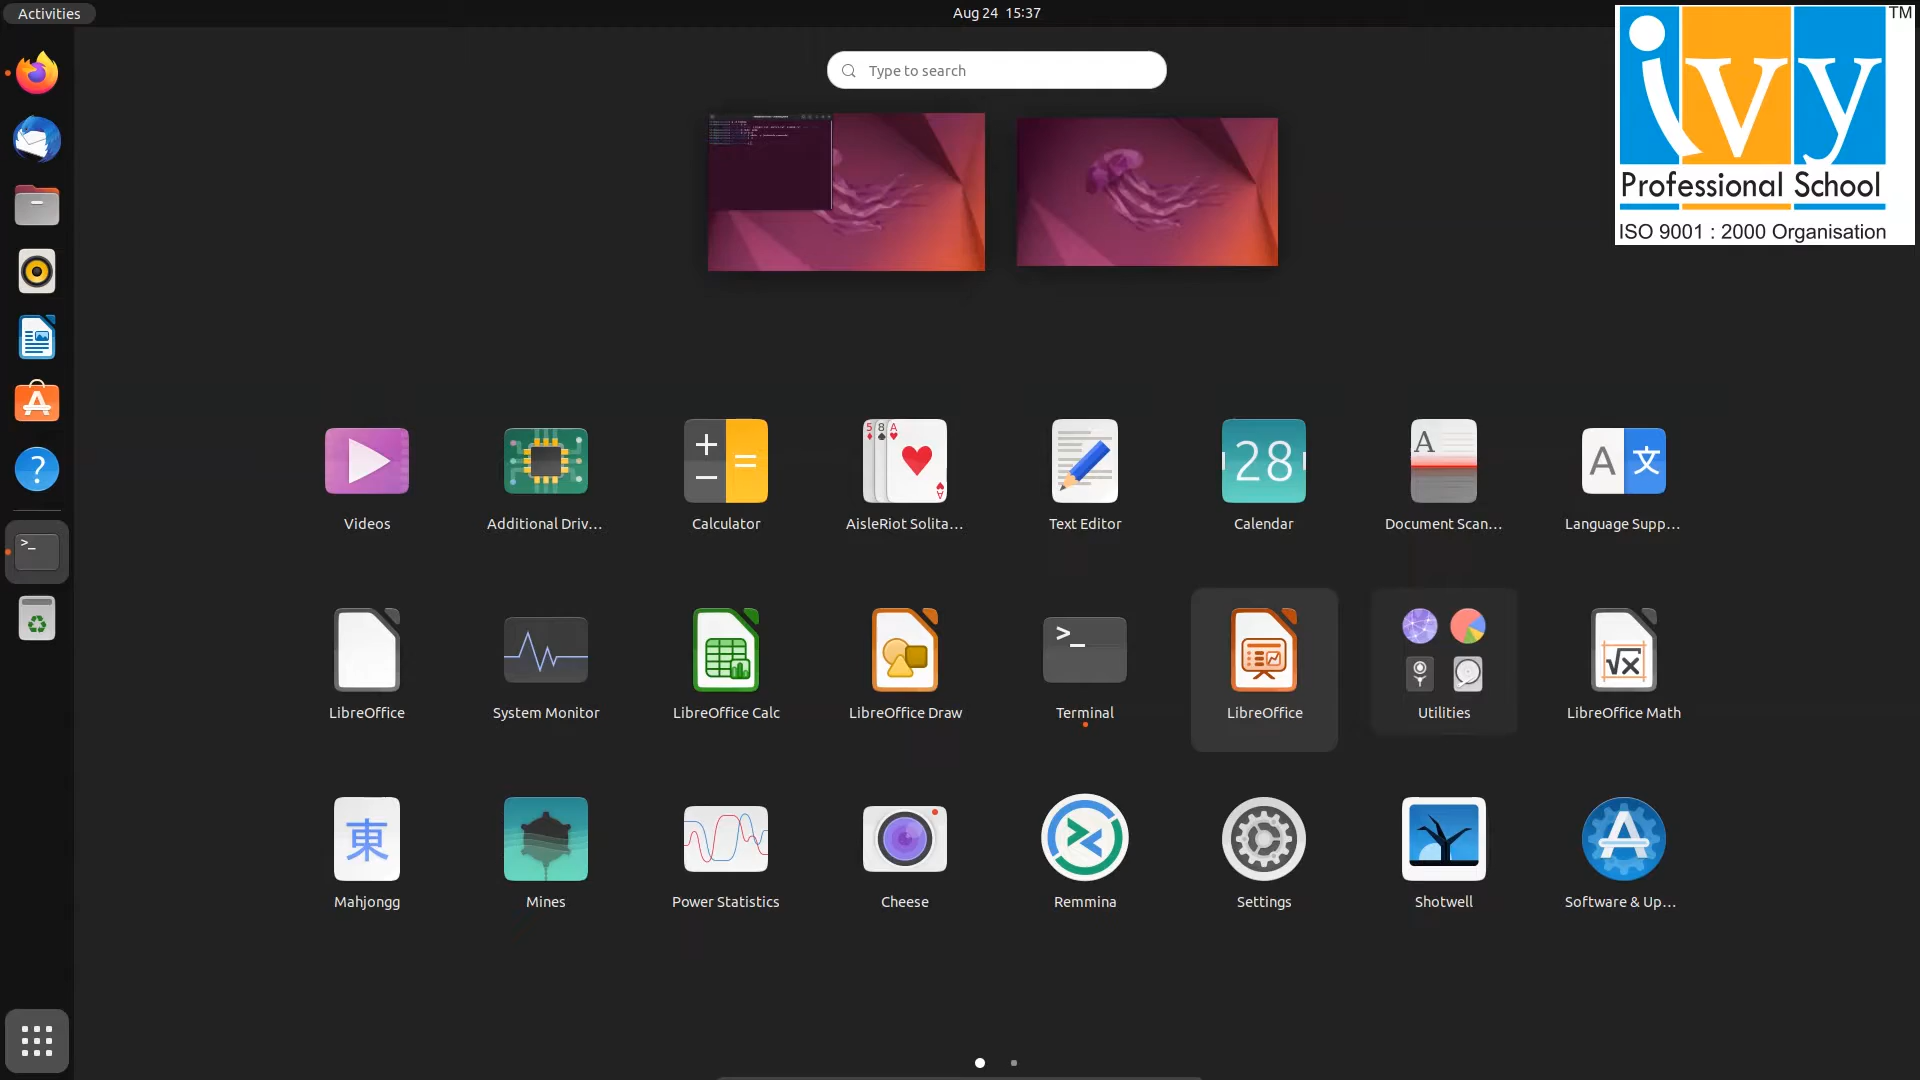 Activities
Aug 24 15:37
TM
ivy
Professional School
ISO 9001 : 2000 Organisation
Type to search
Videos
Additional Driv...
Calculator
AisleRiot Solita...
Text Editor
Calendar
Document Scan...
Language Supp...
28
5 8 A
A
A
A 文
LibreOffice
System Monitor
LibreOffice Calc
LibreOffice Draw
Terminal
LibreOffice
Utilities
LibreOffice Math
>_
>_
√x
?
東
Mahjongg
Mines
Power Statistics
Cheese
Remmina
Settings
Shotwell
Software & Up...